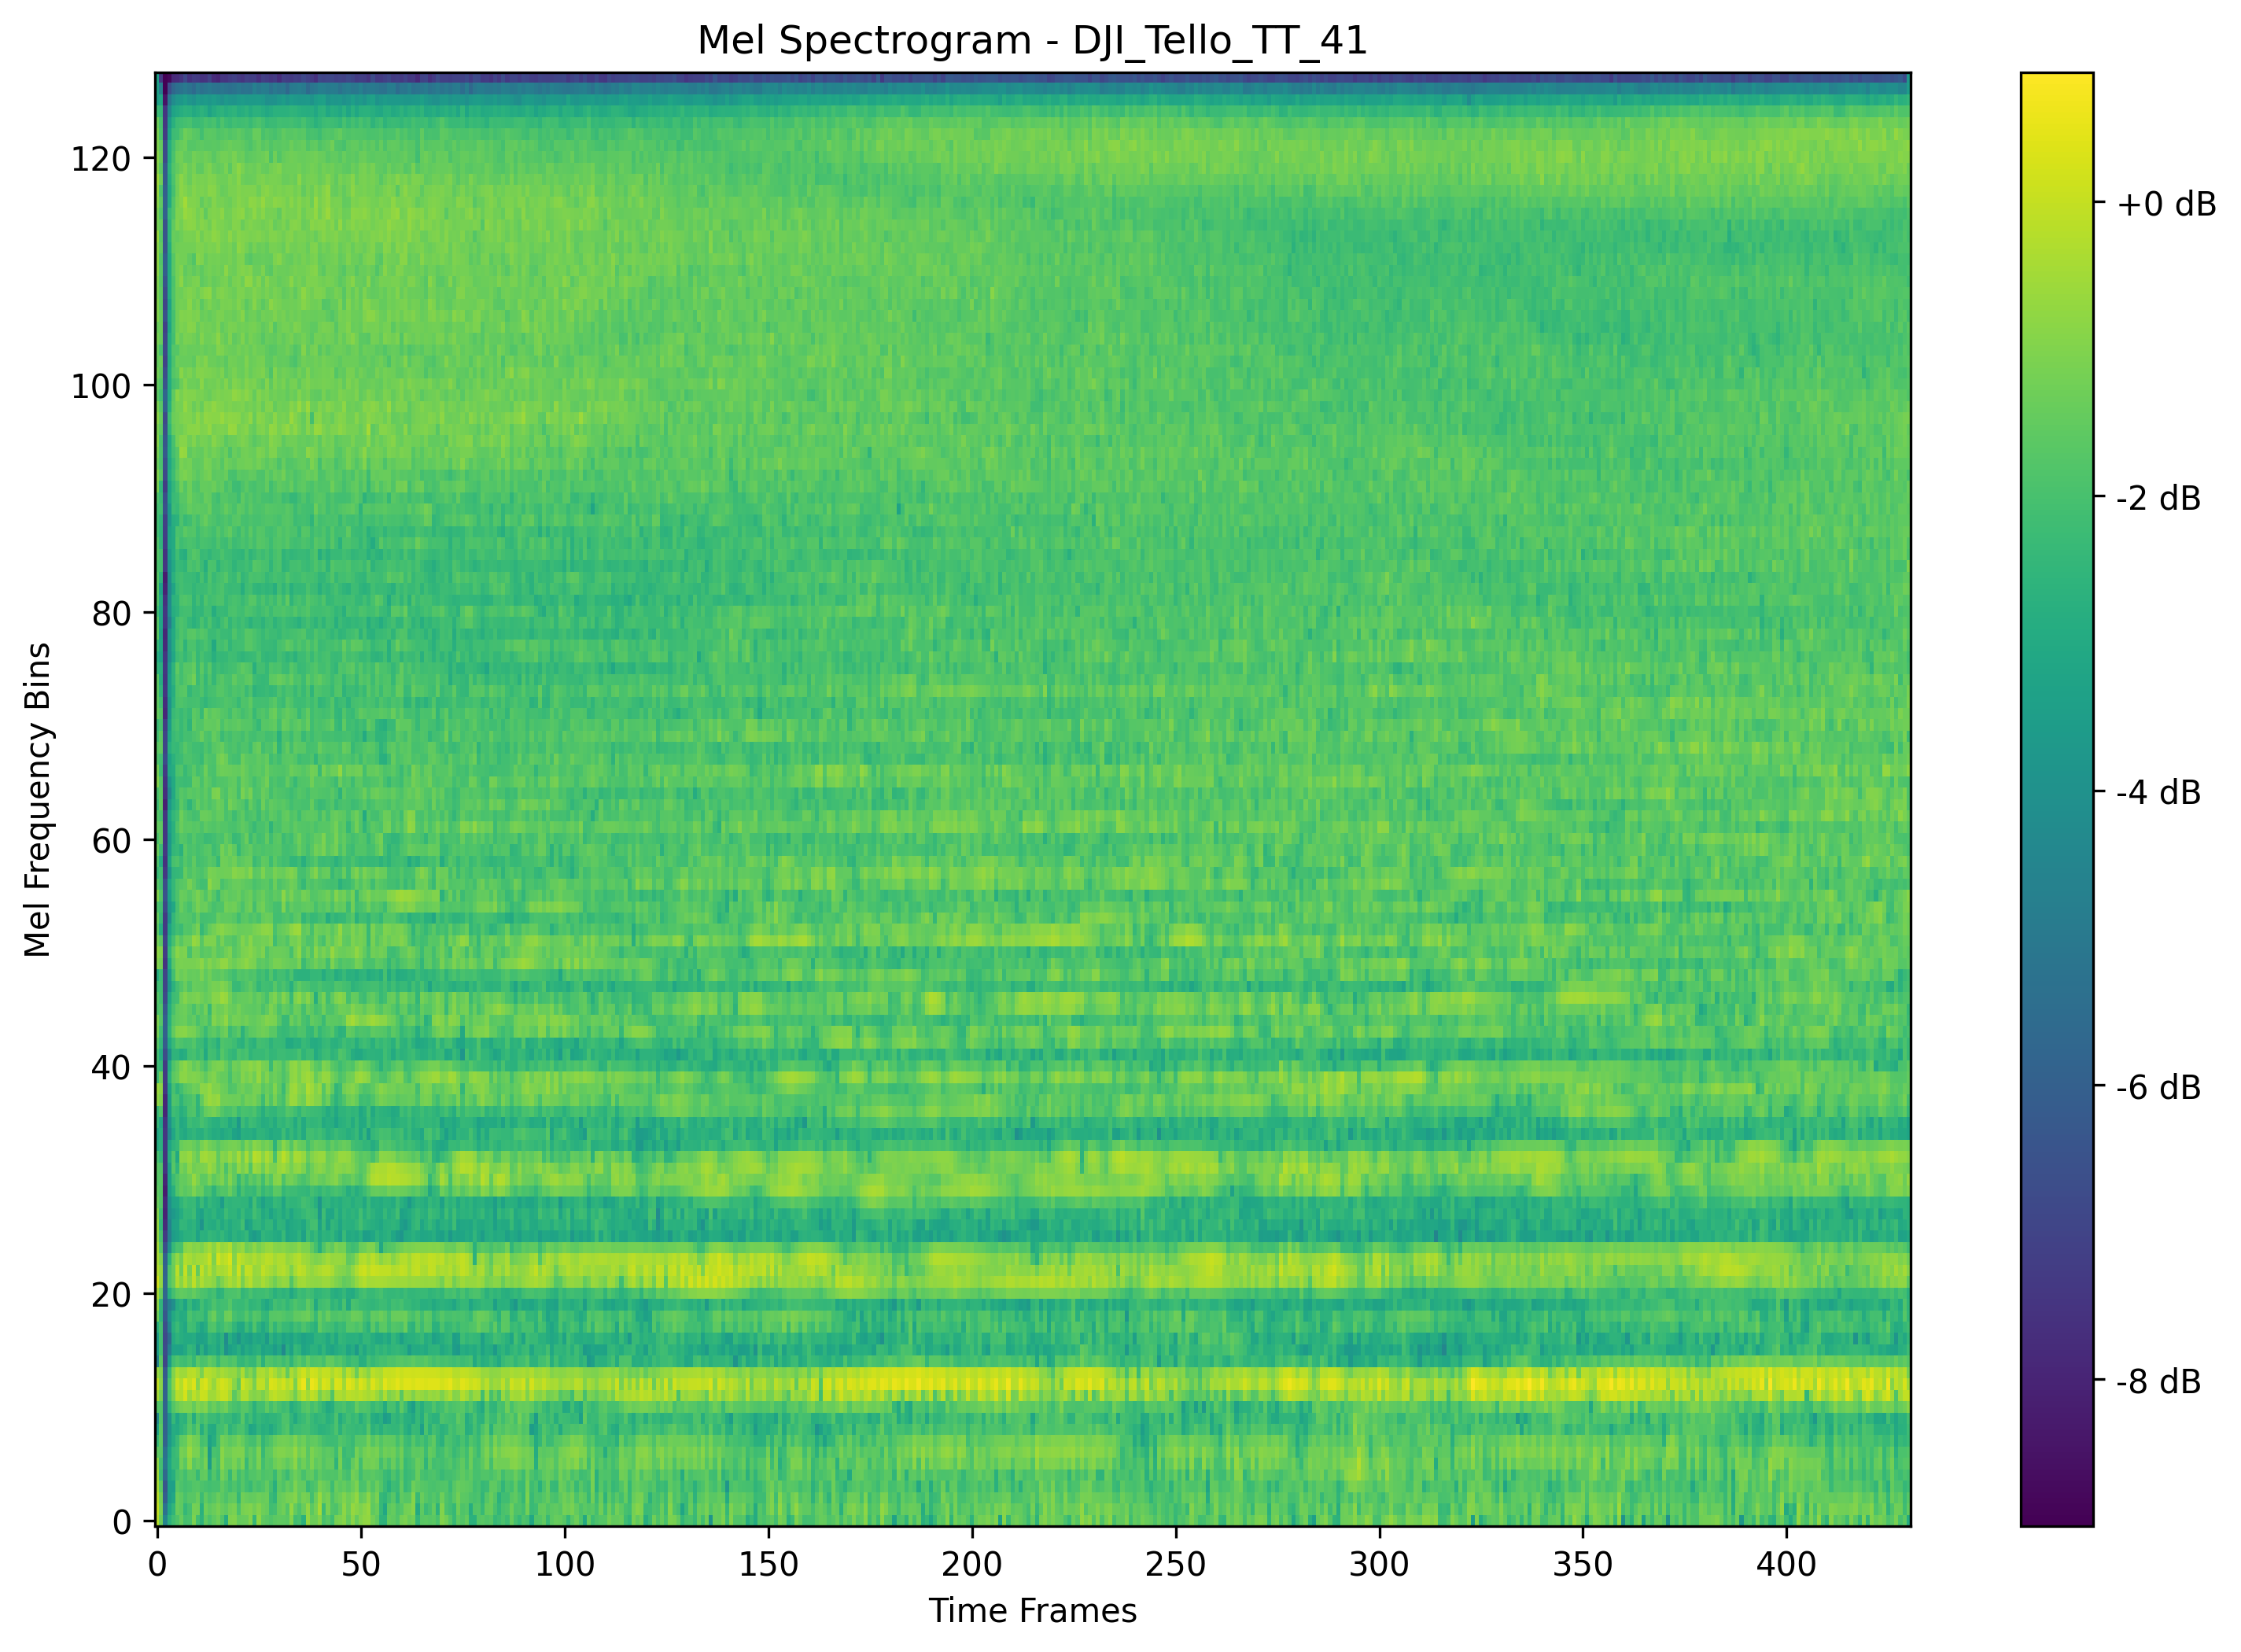 Mel Spectrogram - DJI_Tello_TT_41
Mel Frequency Bins
120
100
80
60
40
20
0
0 50 100 150 200 250 300 350 400
Time Frames
+0 dB
-2 dB
-4 dB
-6 dB
-8 dB